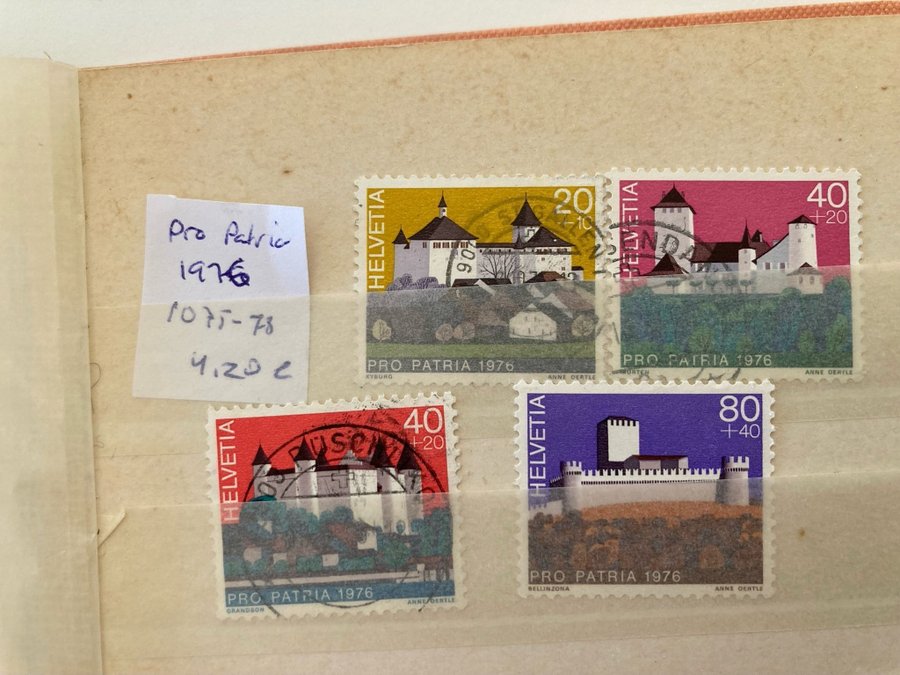 Pro Patria
1976
1075-78
4.20 €
HELVETIA
20
+10
PRO PATRIA 1976
KYBURG ANNE OERTLE
HELVETIA
40
+20
PRO PATRIA 1976
MURTEN ANNE OERTLE
HELVETIA
40
+20
PRO PATRIA 1976
GRANDSON ANNE OERTLE
HELVETIA
80
+40
PRO PATRIA 1976
BELLINZONA ANNE OERTLE